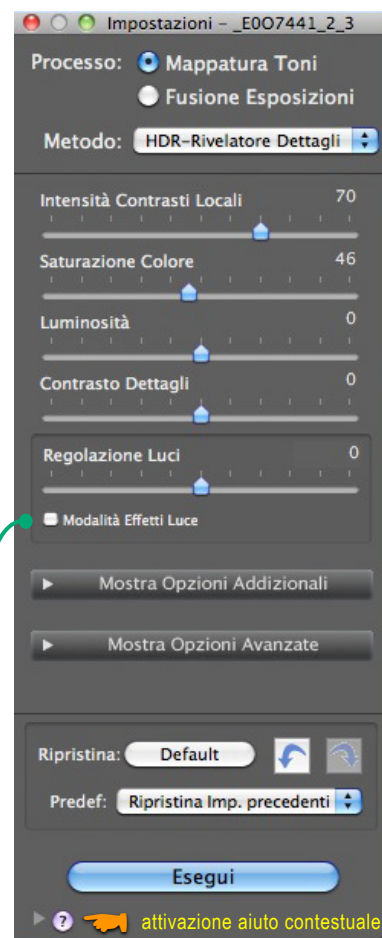 Impostazioni - _E0O7441_2_3
Processo: Mappatura Toni
Fusione Esposizioni
Metodo: HDR-Rivelatore Dettagli
Intensità Contrasti Locali 70
Saturazione Colore 46
Luminosità 0
Contrasto Dettagli 0
Regolazione Luci 0
Modalità Effetti Luce
Mostra Opzioni Addizionali
Mostra Opzioni Avanzate
Ripristina: Default
Predef: Ripristina Imp. precedenti
Esegui
? attivazione aiuto contestuale